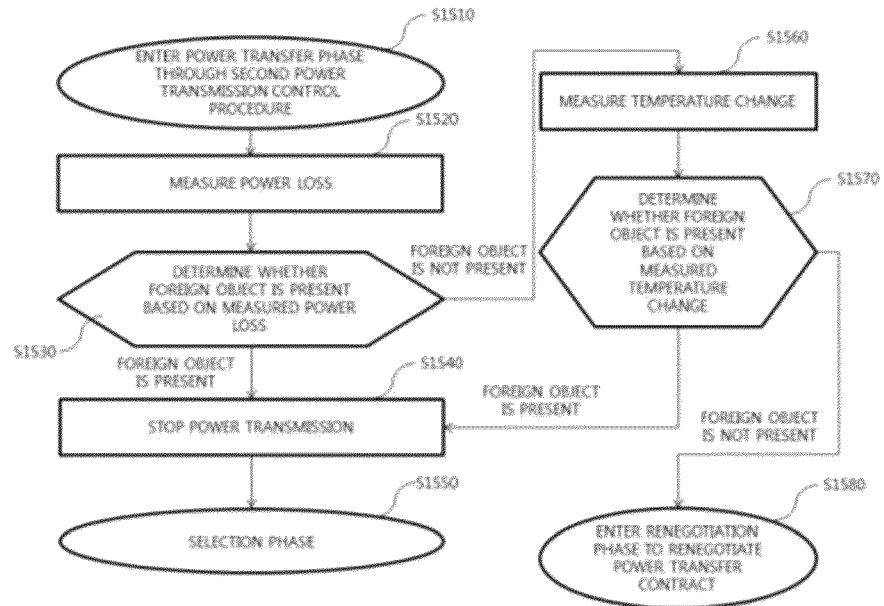 S1510
ENTER POWER TRANSFER PHASE
THROUGH SECOND POWER
TRANSMISSION CONTROL
PROCEDURE
S1520
MEASURE POWER LOSS
DETERMINE WHETHER
FOREIGN OBJECT IS PRESENT
BASED ON MEASURED POWER
LOSS
S1530
FOREIGN OBJECT
IS NOT PRESENT
FOREIGN OBJECT
IS PRESENT
S1540
STOP POWER TRANSMISSION
S1550
SELECTION PHASE
S1560
MEASURE TEMPERATURE CHANGE
S1570
DETERMINE
WHETHER FOREIGN
OBJECT IS PRESENT
BASED ON
MEASURED
TEMPERATURE
CHANGE
FOREIGN OBJECT
IS PRESENT
FOREIGN OBJECT
IS NOT PRESENT
S1580
ENTER RENEGOTIATION
PHASE TO RENEGOTIATE
POWER TRANSFER
CONTRACT